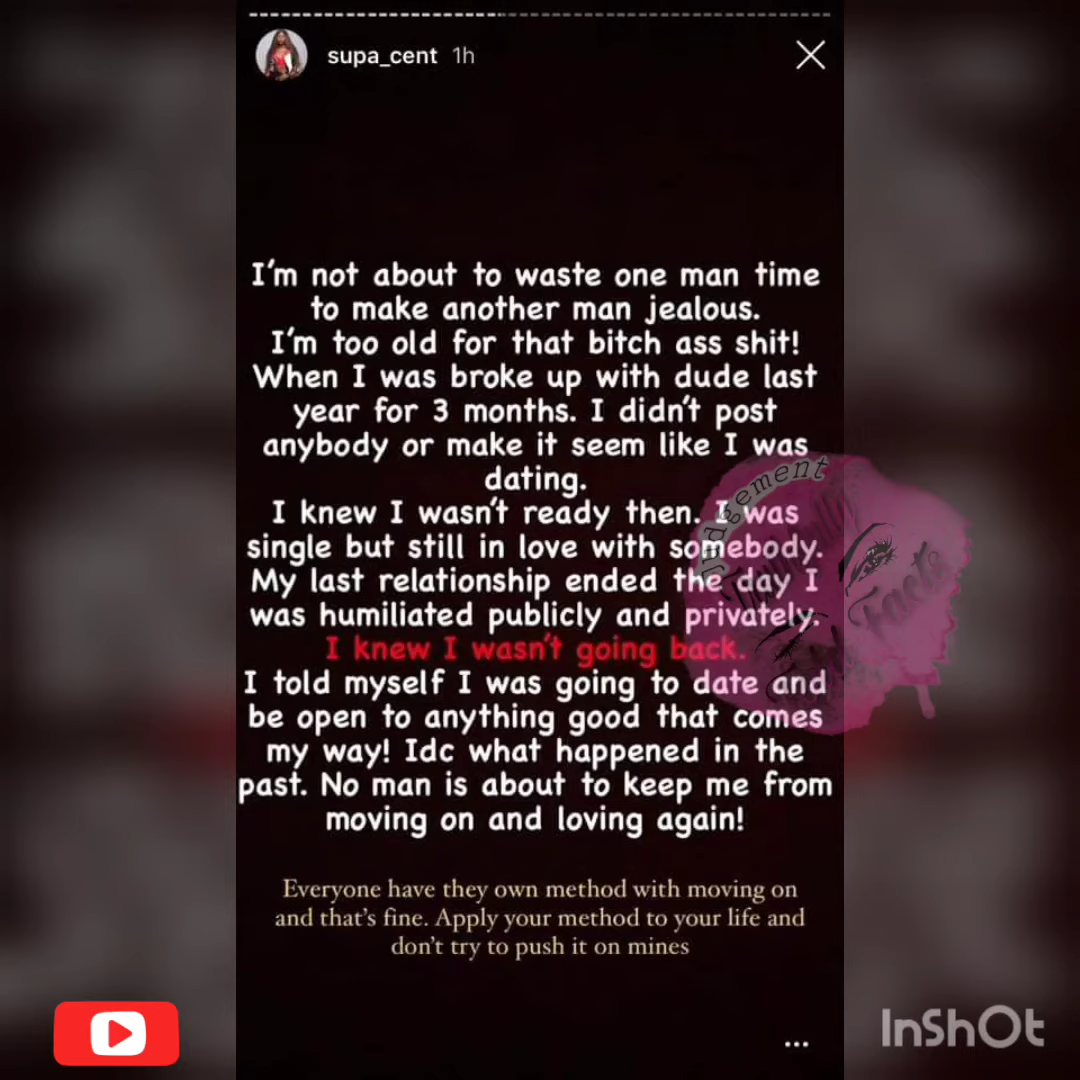 supa_cent 1h
I'm not about to waste one man time
to make another man jealous.
I'm too old for that bitch ass shit!
When I was broke up with dude last
year for 3 months. I didn't post
anybody or make it seem like I was
dating.
I knew I wasn't ready then. I was
single but still in love with somebody.
My last relationship ended the day I
was humiliated publicly and privately.
I knew I wasn't going back.
I told myself I was going to date and
be open to anything good that comes
my way! Idc what happened in the
past. No man is about to keep me from
moving on and loving again!
Everyone have they own method with moving on
and that's fine. Apply your method to your life and
don't try to push it on mines
...
Judgement
Facts
InShOt